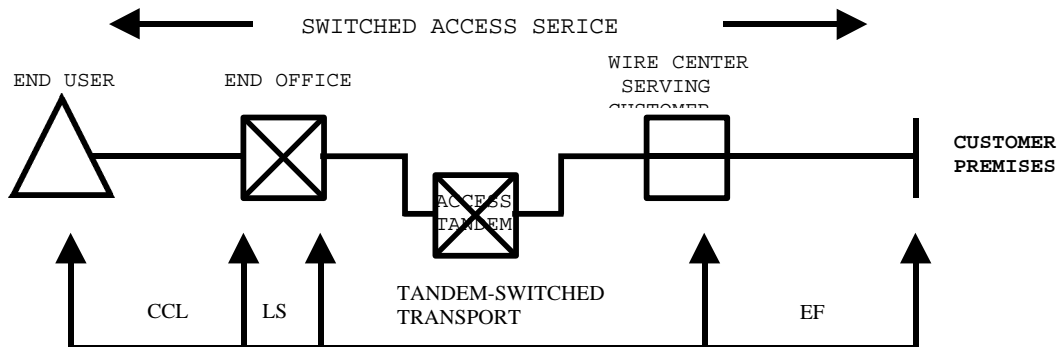 SWITCHED ACCESS SERICE
END USER
END OFFICE
WIRE CENTER
SERVING
CUSTOMER
CUSTOMER
PREMISES
ACCESS
TANDEM
CCL
LS
TANDEM-SWITCHED
TRANSPORT
EF